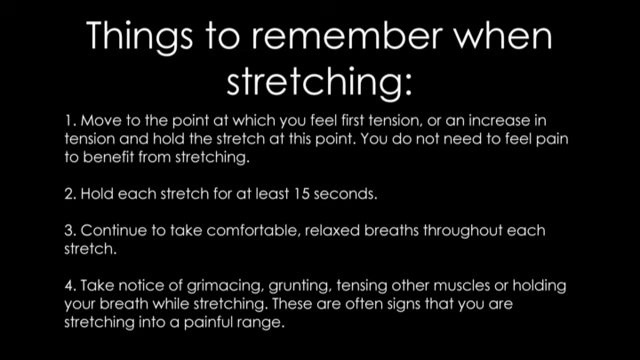 Things to remember when
stretching:
1. Move to the point at which you feel first tension, or an increase in
tension and hold the stretch at this point. You do not need to feel pain
to benefit from stretching.
2. Hold each stretch for at least 15 seconds.
3. Continue to take comfortable, relaxed breaths throughout each
stretch.
4. Take notice of grimacing, grunting, tensing other muscles or holding
your breath while stretching. These are often signs that you are
stretching into a painful range.